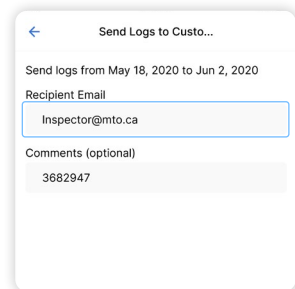 Send Logs to Custo...
Send logs from May 18, 2020 to Jun 2, 2020
Recipient Email
Inspector@mto.ca
Comments (optional)
3682947